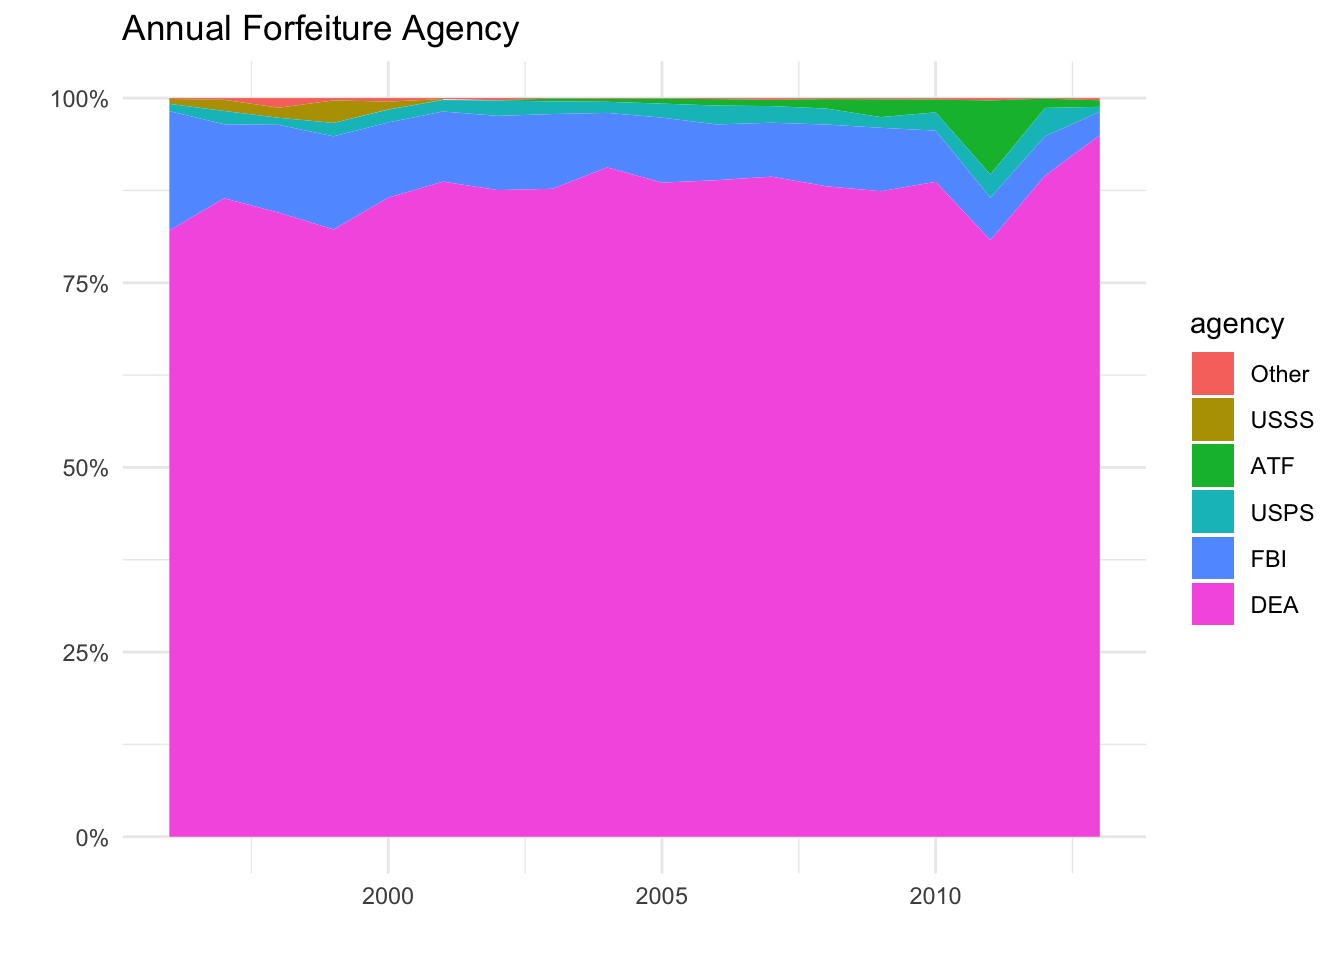 Annual Forfeiture Agency
100%
75%
50%
25%
0%
2000
2005
2010
agency
Other
USSS
ATF
USPS
FBI
DEA